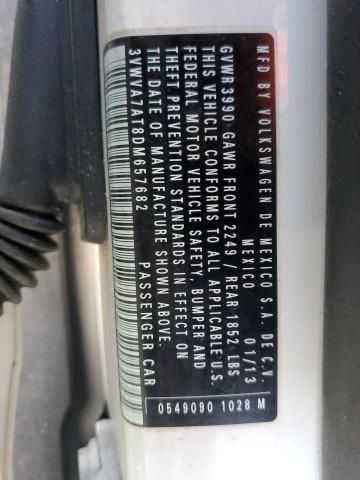 MFD BY VOLKSWAGEN DE MEXICO S.A. DE C.V.
MEXICO 01/13
GVWR 3990 GAWR FRONT 2249 / REAR 1852 LBS
THIS VEHICLE CONFORMS TO ALL APPLICABLE U.S.
FEDERAL MOTOR VEHICLE SAFETY, BUMPER AND
THEFT PREVENTION STANDARDS IN EFFECT ON
THE DATE OF MANUFACTURE SHOWN ABOVE.
3VWVA7AT8DM657682 PASSENGER CAR
0549090 1028 M